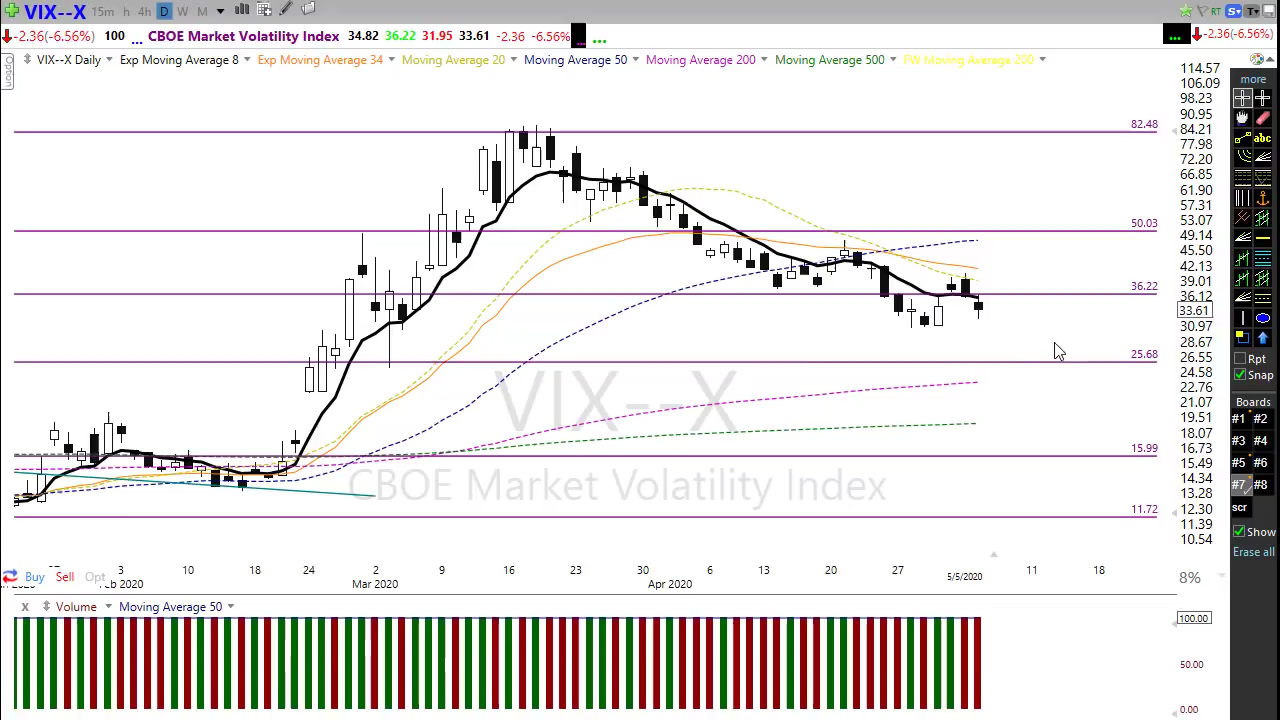 VIX--X 15m h 4h D W M RT S T -2.36(-6.56%)
-2.36(-6.56%) 100 ... CBOE Market Volatility Index 34.82 36.22 31.95 33.61 -2.36 -6.56% ...
Option VIX--X Daily Exp Moving Average 8 Exp Moving Average 34 Moving Average 20 Moving Average 50 Moving Average 200 Moving Average 500 FW Moving Average 200
114.57
106.09
98.23
90.95
84.21
77.98
72.20
66.85
61.90
57.31
53.07
49.14
45.50
42.13
39.01
36.12
33.61
30.97
28.67
26.55
24.58
22.76
21.07
19.51
18.07
16.73
15.49
14.34
13.28
12.30
11.39
10.54
82.48
50.03
36.22
25.68
15.99
11.72
VIX--X
CBOE Market Volatility Index
more
abc
Rpt
Snap
Boards
#1 #2
#3 #4
#5 #6
#7 #8
scr
Show
Erase all
10 18 24 2 9 16 23 30 6 13 20 27 5/5/2020 11 18
Feb 2020 Mar 2020 Apr 2020
Buy Sell Opt
8%
x Volume Moving Average 50
100.00
50.00
0.00